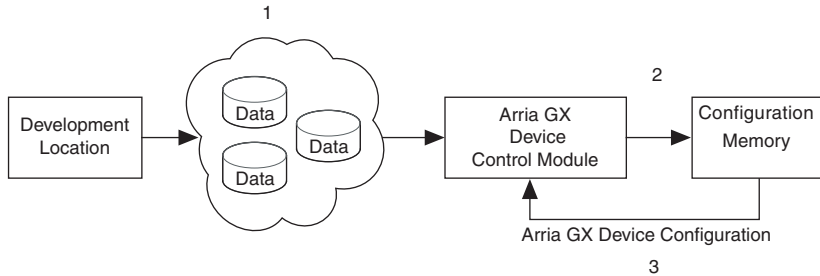 1
Development
Location
Data
Data
Data
Arria GX
Device
Control Module
2
Configuration
Memory
Arria GX Device Configuration
3